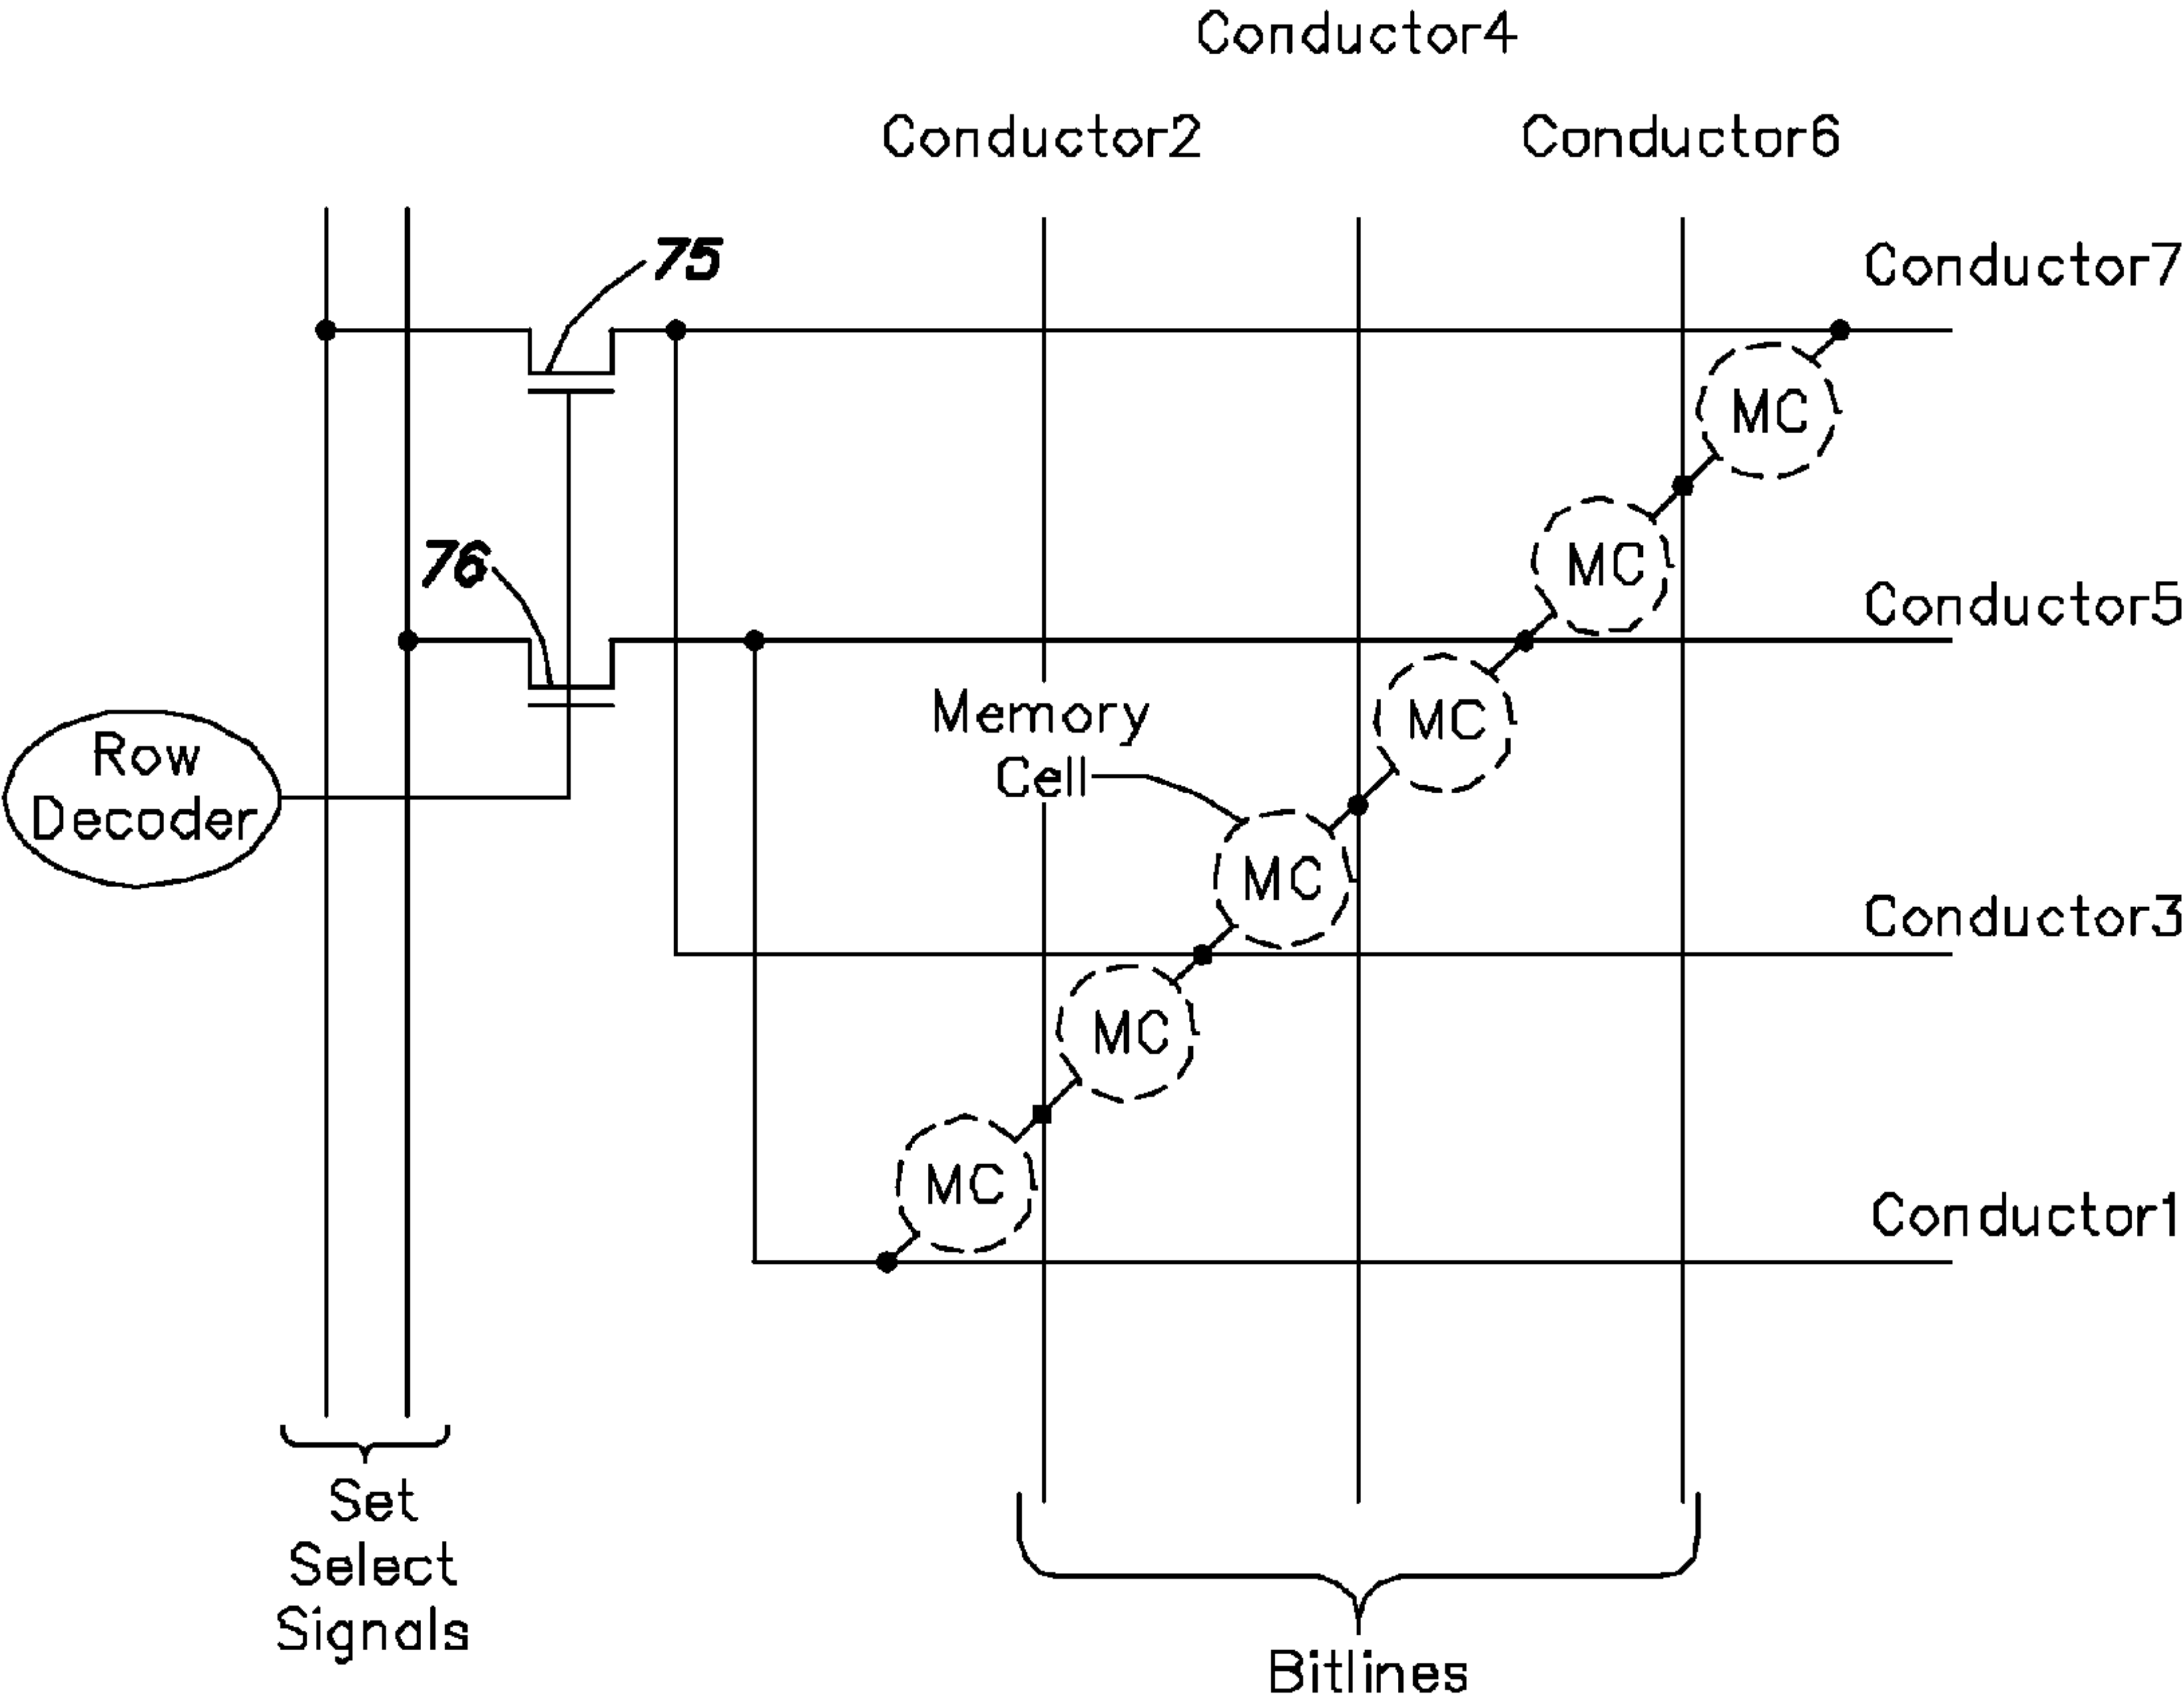 Conductor4
Conductor2
Conductor6
75
Conductor7
76
Conductor5
Memory
Cell
Row
Decoder
MC
MC
MC
MC
MC
MC
Conductor3
Conductor1
Set
Select
Signals
Bitlines